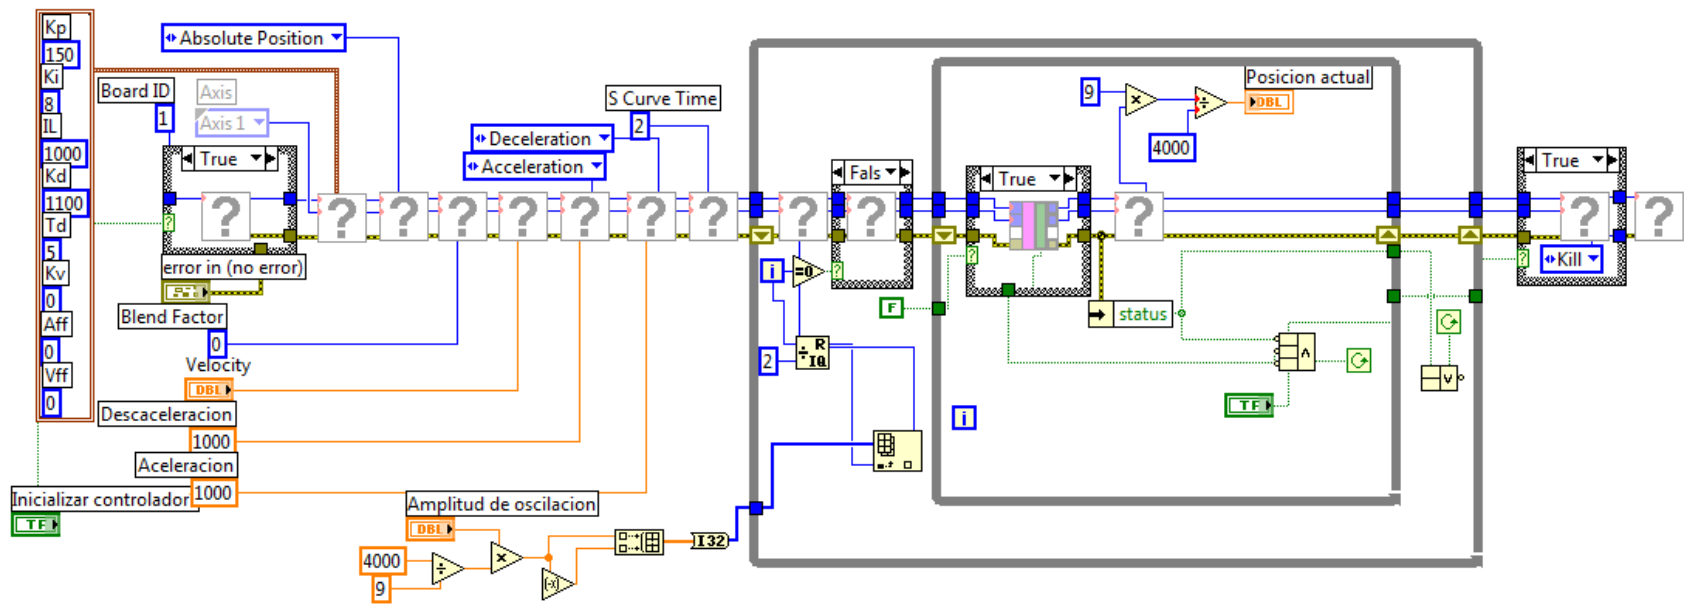 Kp
150
Ki
8
IL
1000
Kd
1100
Td
5
Kv
0
Aff
0
Vff
0
Absolute Position
Board ID
1
Axis
Axis 1
True
?
error in (no error)
Blend Factor
0
Velocity
DBL
Descaceleracion
1000
Aceleracion
1000
Inicializar controlador
TF
Deceleration
Acceleration
S Curve Time
2
? ? ? ? ? ? ?
Amplitud de oscilacion
DBL
4000
9
÷
×
(-x)
I32
?
i
=0
?
2
÷ R
IQ
Fals
?
F
True
?
?
i
9
×
÷
4000
Posicion actual
DBL
status
TF
∧
∨
True
?
?
Kill
?